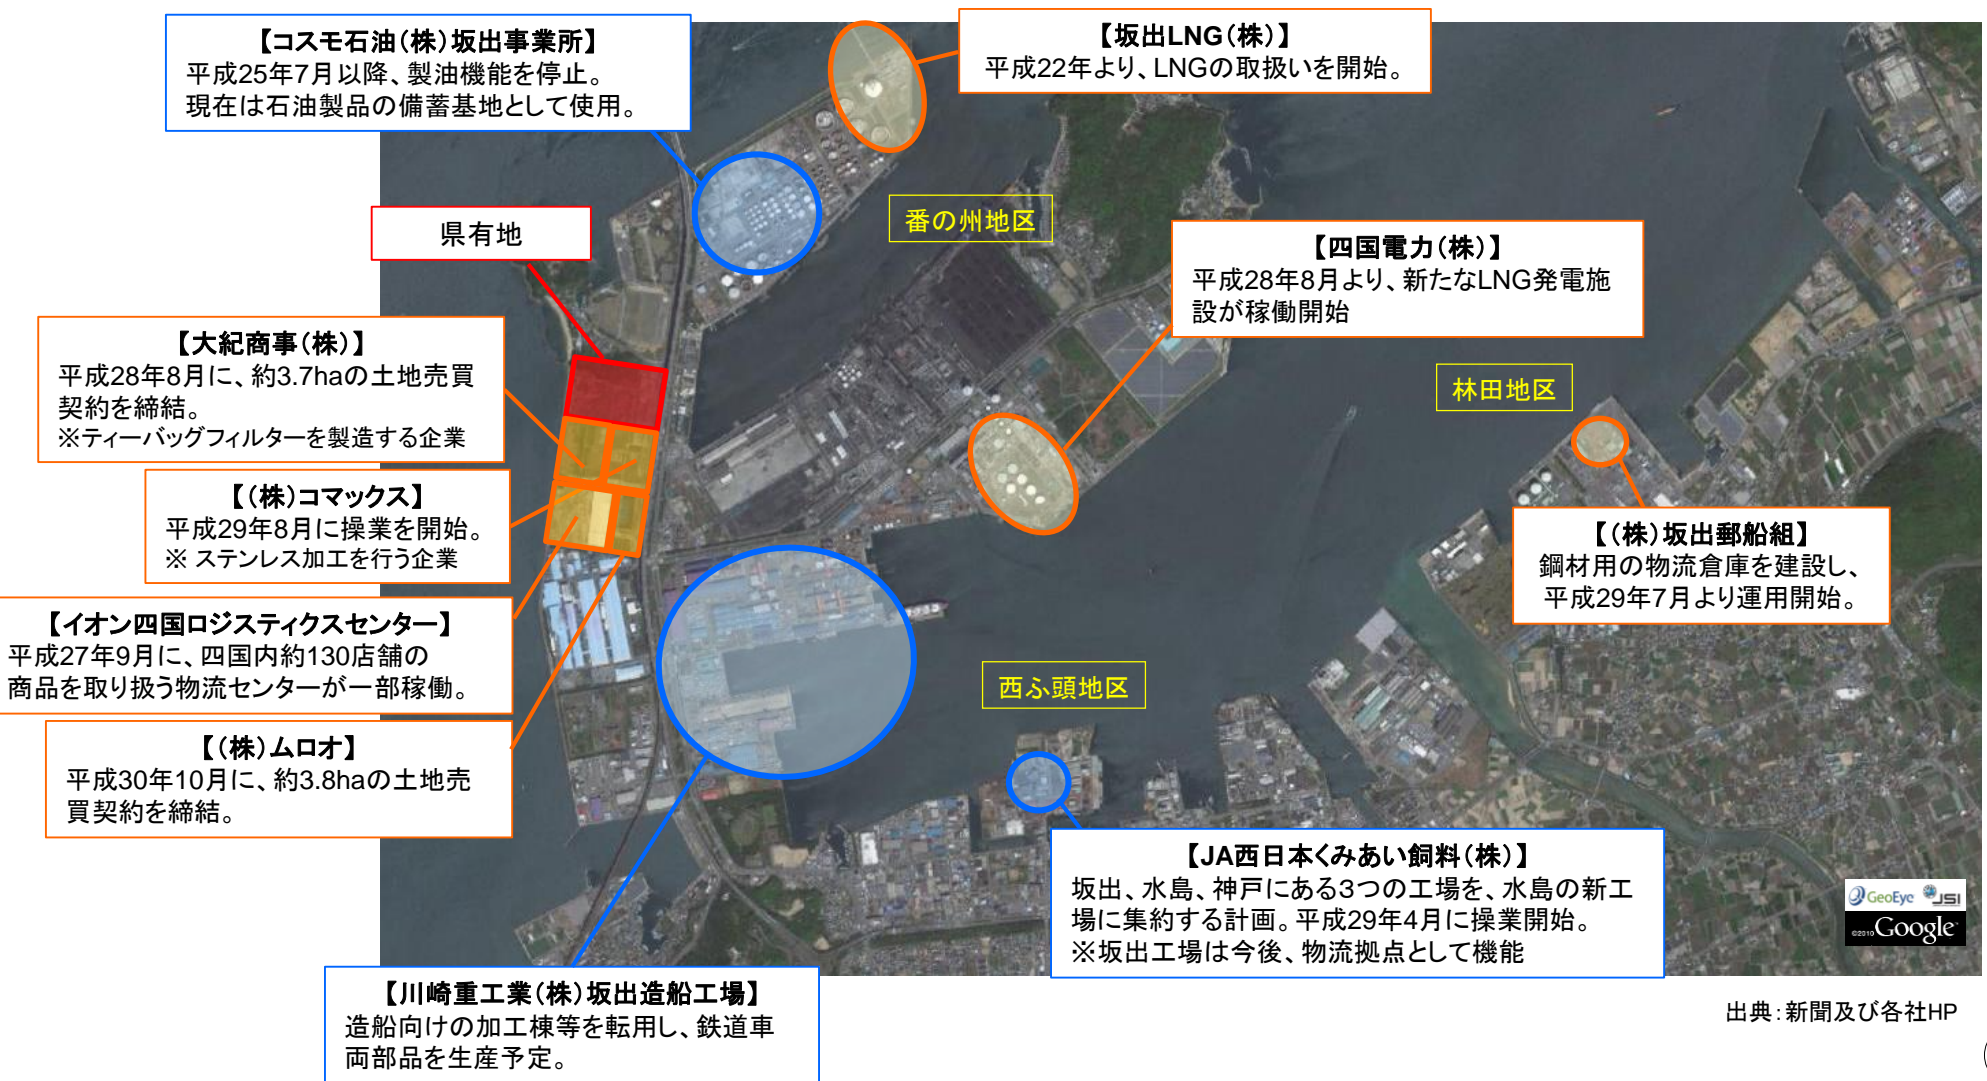 【コスモ石油(株)坂出事業所】
平成25年7月以降、製油機能を停止。
現在は石油製品の備蓄基地として使用。
【坂出LNG(株)】
平成22年より、LNGの取扱いを開始。
番の州地区
県有地
【四国電力(株)】
平成28年8月より、新たなLNG発電施
設が稼働開始
【大紀商事(株)】
平成28年8月に、約3.7haの土地売買
契約を締結。
※ティーバッグフィルターを製造する企業
林田地区
【(株)コマックス】
平成29年8月に操業を開始。
※ ステンレス加工を行う企業
【(株)坂出郵船組】
鋼材用の物流倉庫を建設し、
平成29年7月より運用開始。
【イオン四国ロジスティクスセンター】
平成27年9月に、四国内約130店舗の
商品を取り扱う物流センターが一部稼働。
西ふ頭地区
【(株)ムロオ】
平成30年10月に、約3.8haの土地売
買契約を締結。
【JA西日本くみあい飼料(株)】
坂出、水島、神戸にある3つの工場を、水島の新工
場に集約する計画。平成29年4月に操業開始。
※坂出工場は今後、物流拠点として機能
GeoEye JSI
©2010 Google
【川崎重工業(株)坂出造船工場】
造船向けの加工棟等を転用し、鉄道車
両部品を生産予定。
出典：新聞及び各社HP